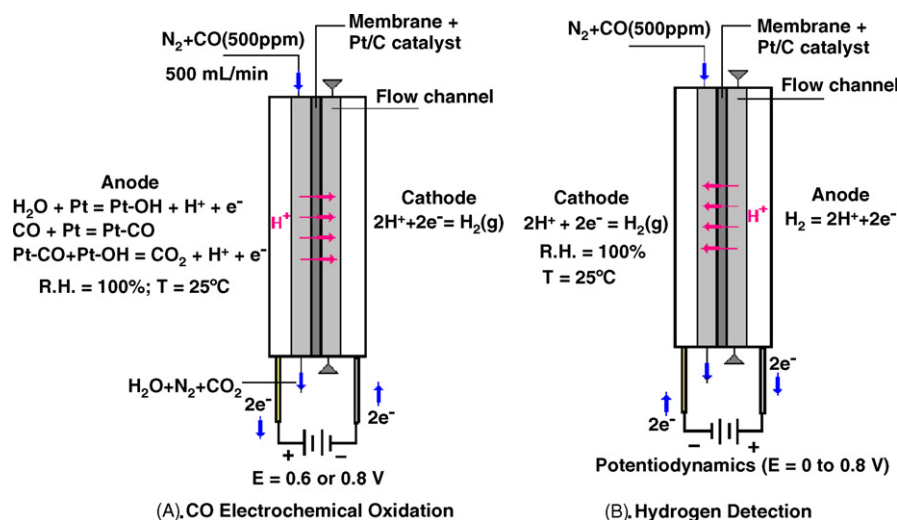 N₂+CO(500ppm)
500 mL/min
Membrane +
Pt/C catalyst
Flow channel
Anode
H₂O + Pt = Pt-OH + H⁺ + e⁻
CO + Pt = Pt-CO
Pt-CO+Pt-OH = CO₂ + H⁺ + e⁻
R.H. = 100%; T = 25°C
H⁺
Cathode
2H⁺+2e⁻= H₂(g)
H₂O+N₂+CO₂
2e⁻
2e⁻
+
−
E = 0.6 or 0.8 V
(A). CO Electrochemical Oxidation
N₂+CO(500ppm)
Membrane +
Pt/C catalyst
Flow channel
Cathode
2H⁺ + 2e⁻ = H₂(g)
R.H. = 100%
T = 25°C
H⁺
Anode
H₂ = 2H⁺+2e⁻
2e⁻
2e⁻
−
+
Potentiodynamics (E = 0 to 0.8 V)
(B). Hydrogen Detection